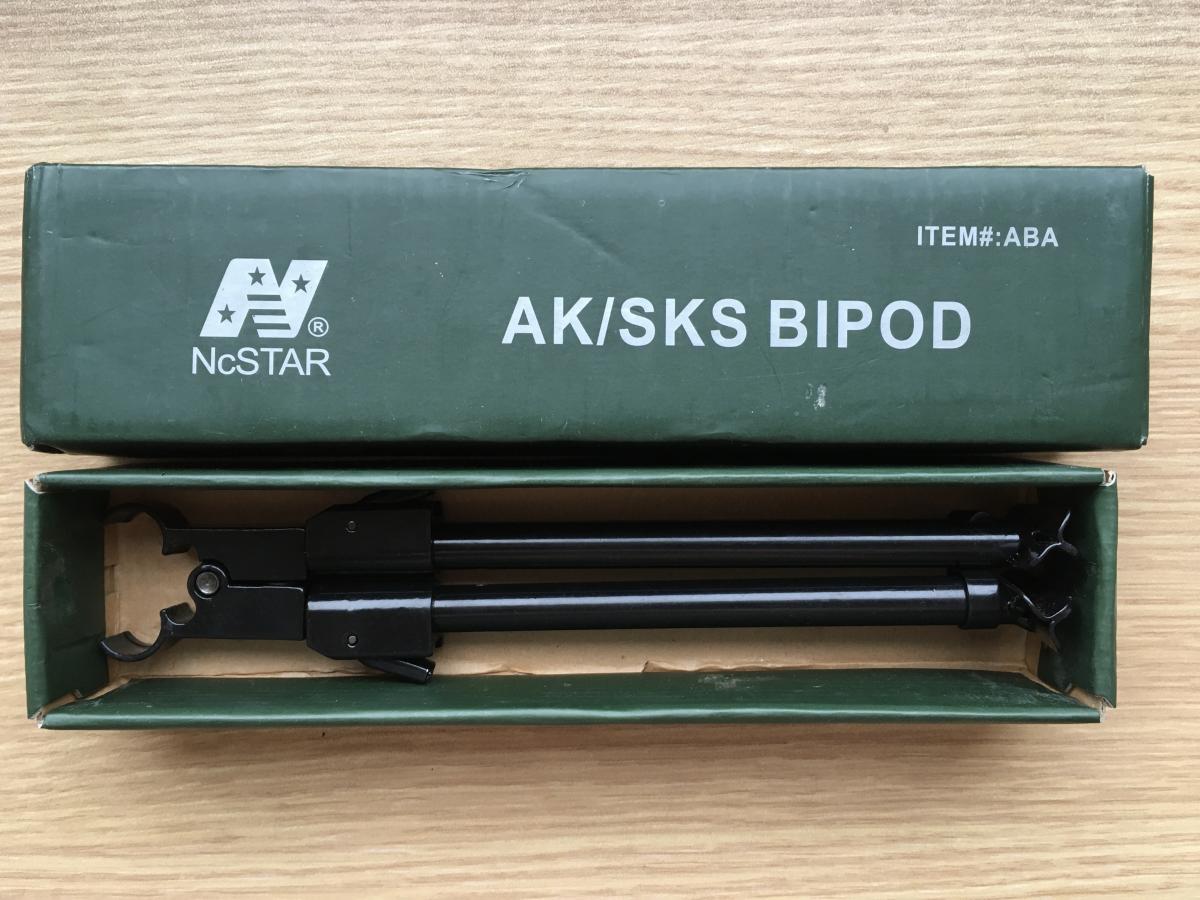 ITEM#:ABA
AK/SKS BIPOD
®
NcSTAR